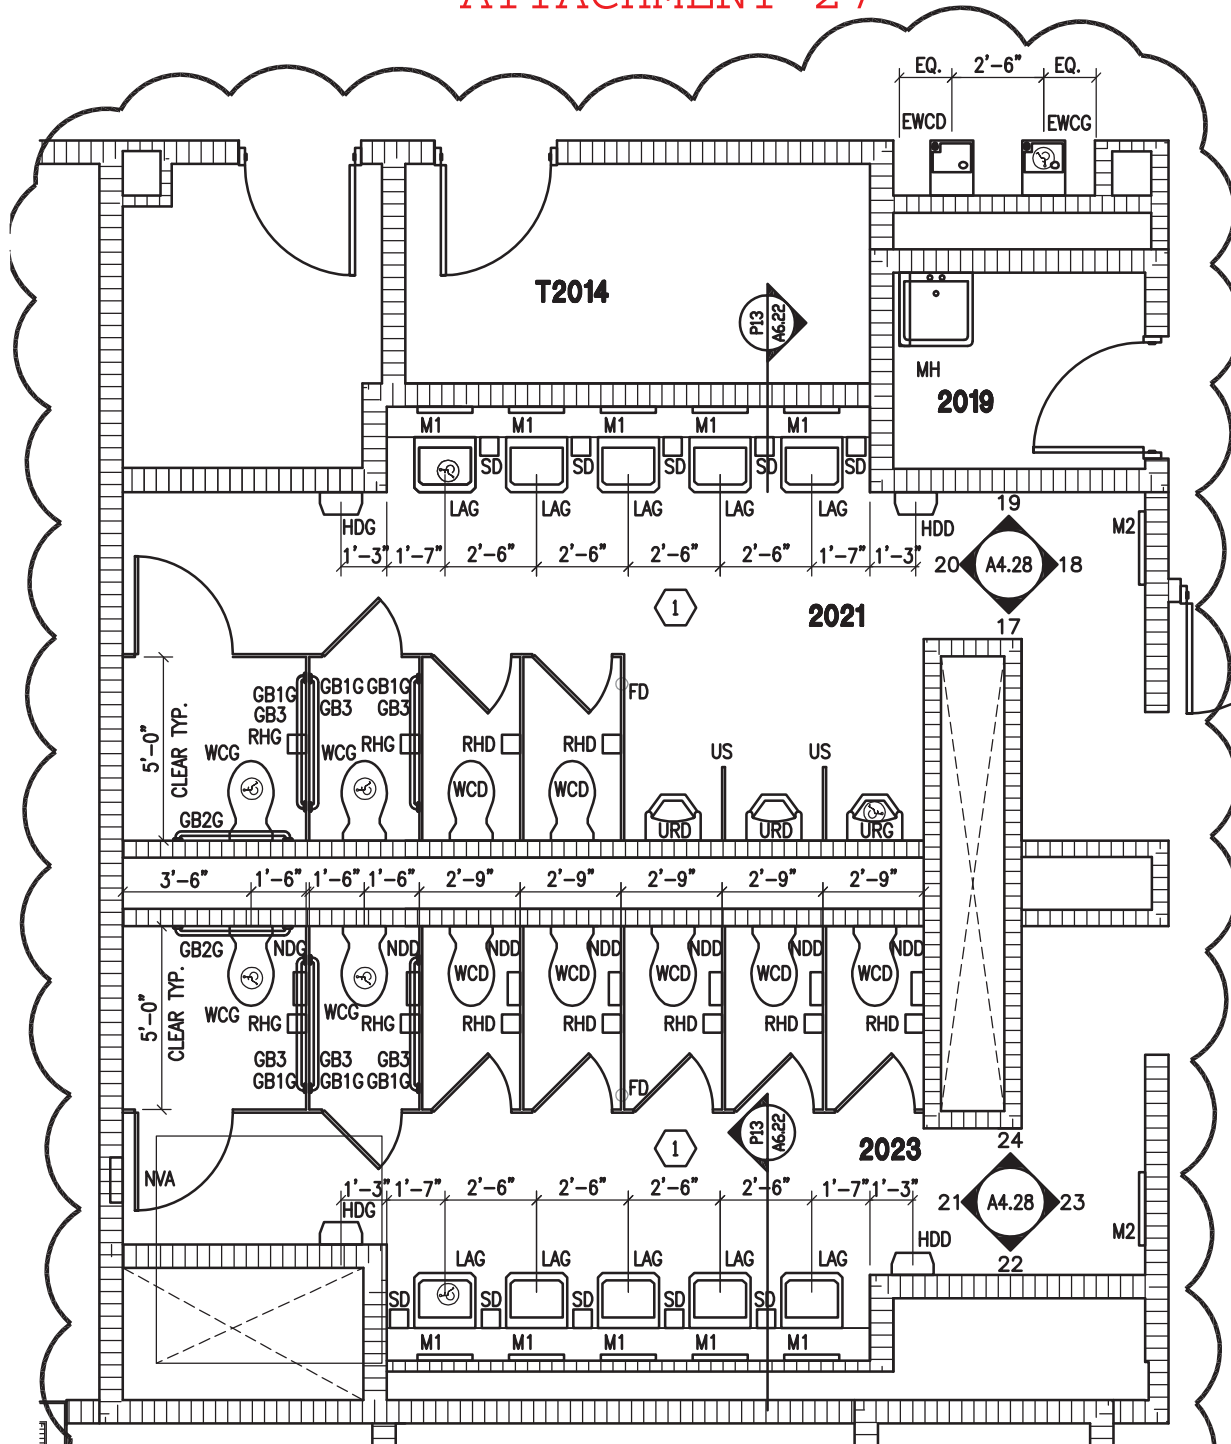 ATTACHMENT 27
EQ. 2'-6" EQ.
EWCD EWCG
T2014
P13
A6.22
MH
2019
M1 M1 M1 M1 M1
SD SD SD SD SD
LAG LAG LAG LAG LAG
HDG HDD
19
M2
1'-3" 1'-7" 2'-6" 2'-6" 2'-6" 2'-6" 1'-7" 1'-3"
20 A4.28 18
1
2021
17
GB1G GB1G GB1G
GB3 GB3 GB3
FD
5'-0"
CLEAR TYP.
RHG RHG RHD RHD
WCG WCG US US
WCD WCD
GB2G URD URD URG
3'-6" 1'-6" 1'-6" 1'-6" 2'-9" 2'-9" 2'-9" 2'-9" 2'-9"
GB2G NDG NDD NDD NDD NDD NDD
WCD WCD WCD WCD WCD
5'-0"
CLEAR TYP.
WCG WCG
RHG RHG RHD RHD RHD RHD RHD
GB3 GB3 GB3
GB1G GB1G GB1G
FD
P13
A6.22
1
2023
24
NVA
1'-3" 1'-7" 2'-6" 2'-6" 2'-6" 2'-6" 1'-7" 1'-3"
21 A4.28 23
HDG
HDD M2
LAG LAG LAG LAG LAG
22
SD SD SD SD SD
M1 M1 M1 M1 M1